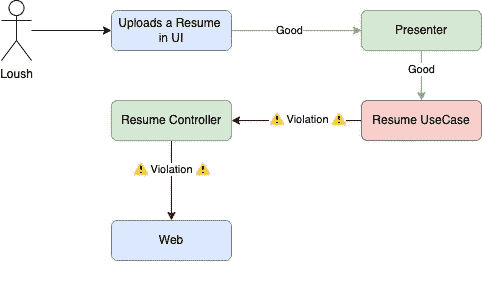 Loush
Uploads a Resume
in UI
Good
Presenter
Good
Resume UseCase
⚠️ Violation ⚠️
Resume Controller
⚠️ Violation ⚠️
Web